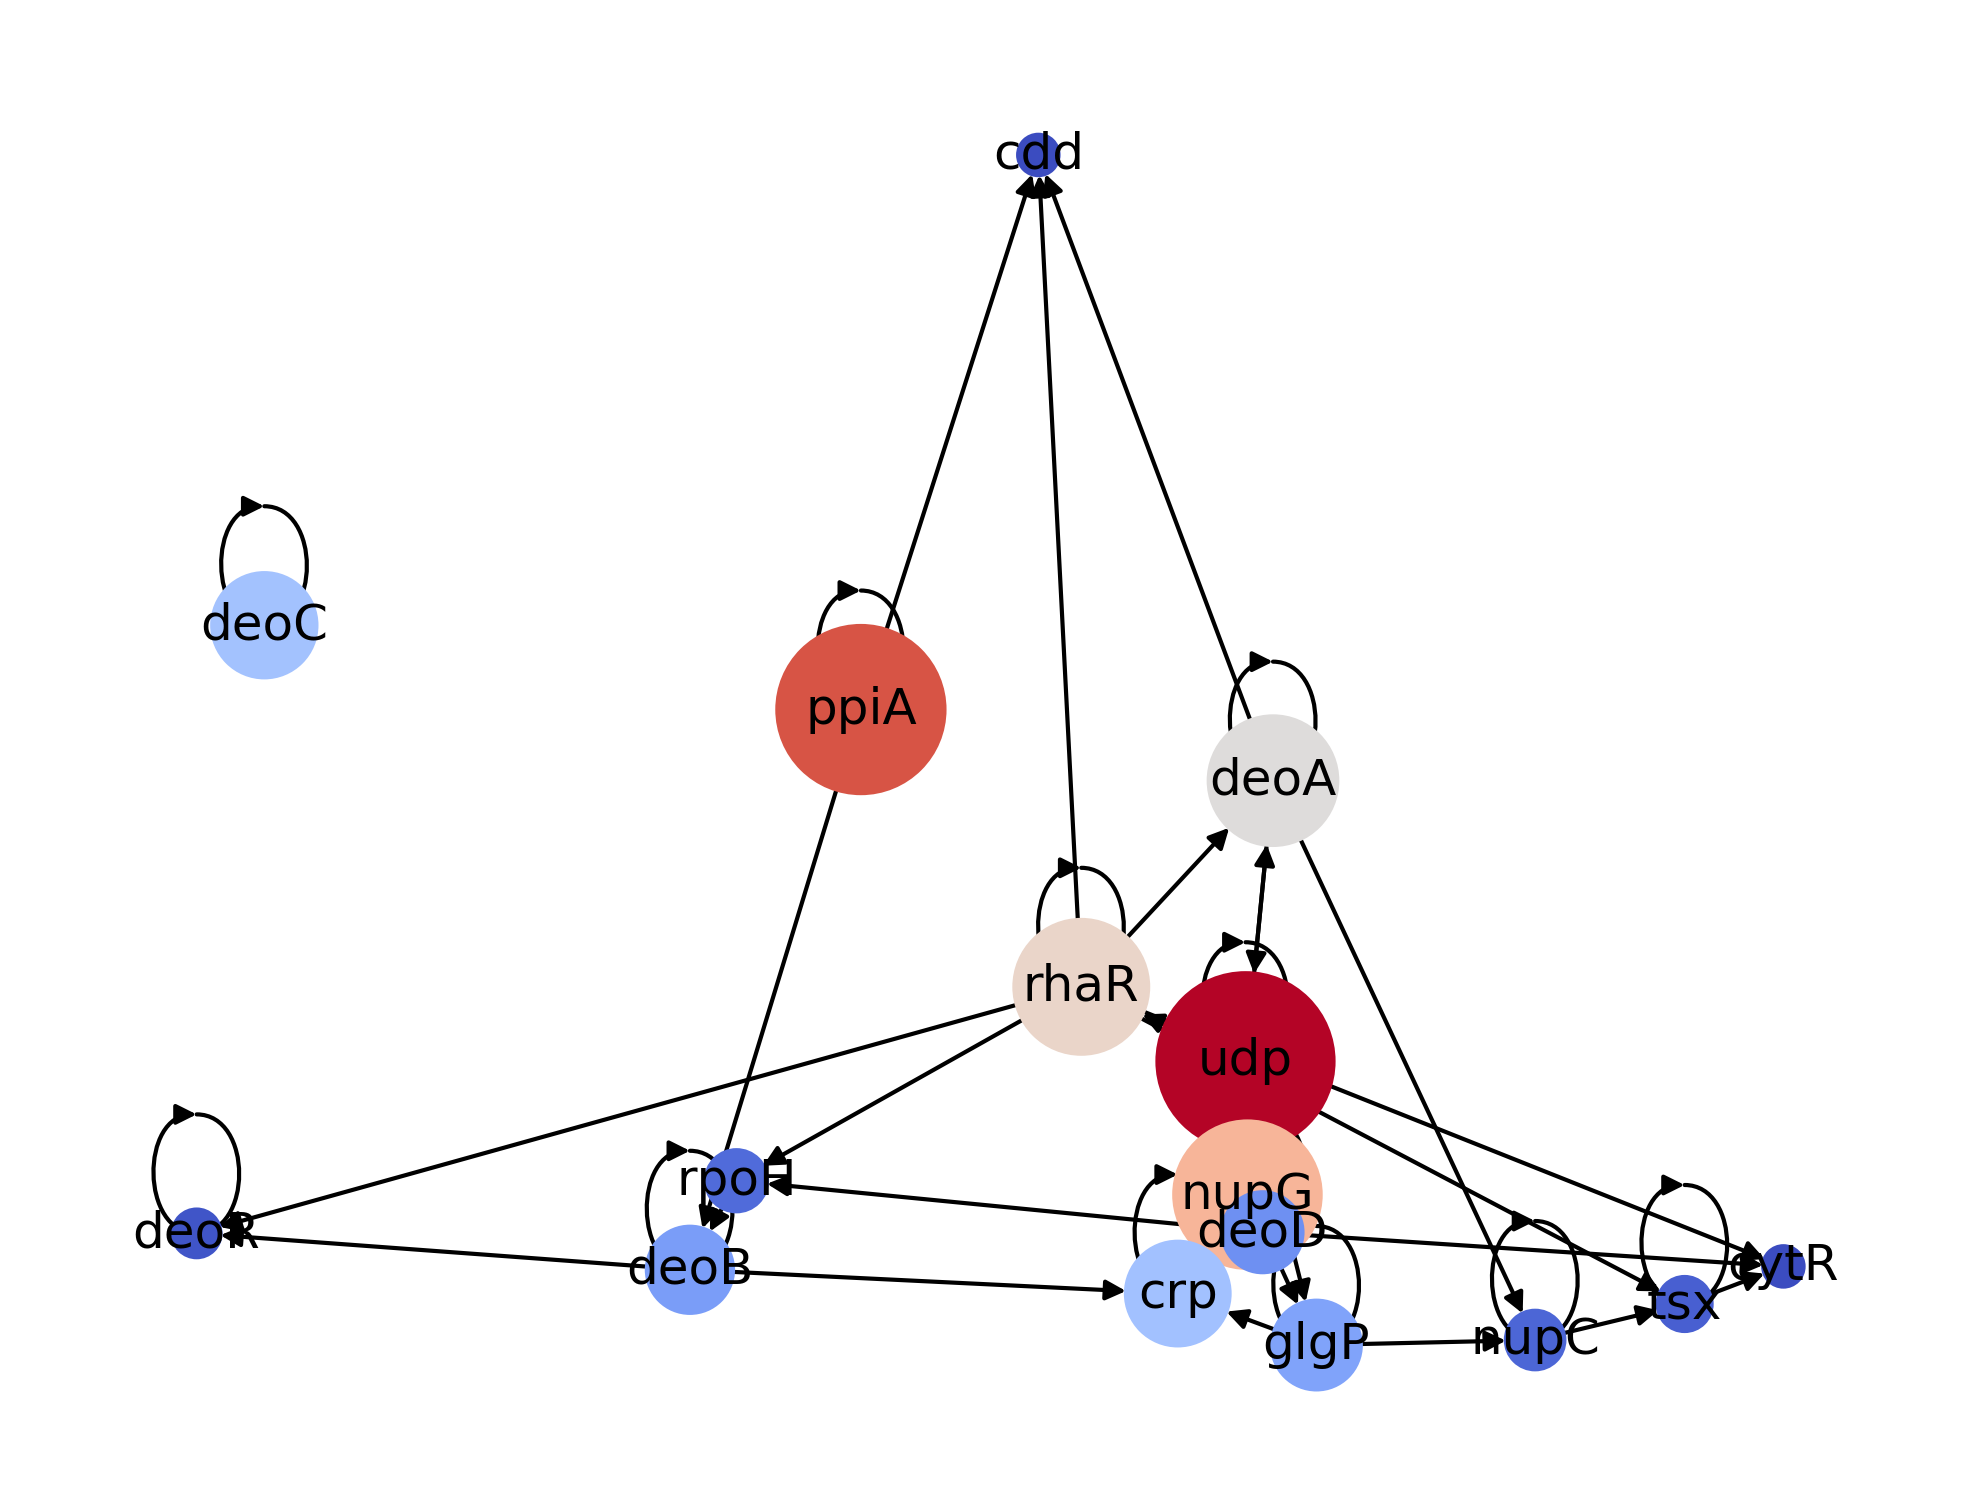 cdd
deoC
ppiA
deoA
rhaR
udp
rpoH
nupG
deoR
deoD
deoB
cytR
crp
tsx
glgP
nupC